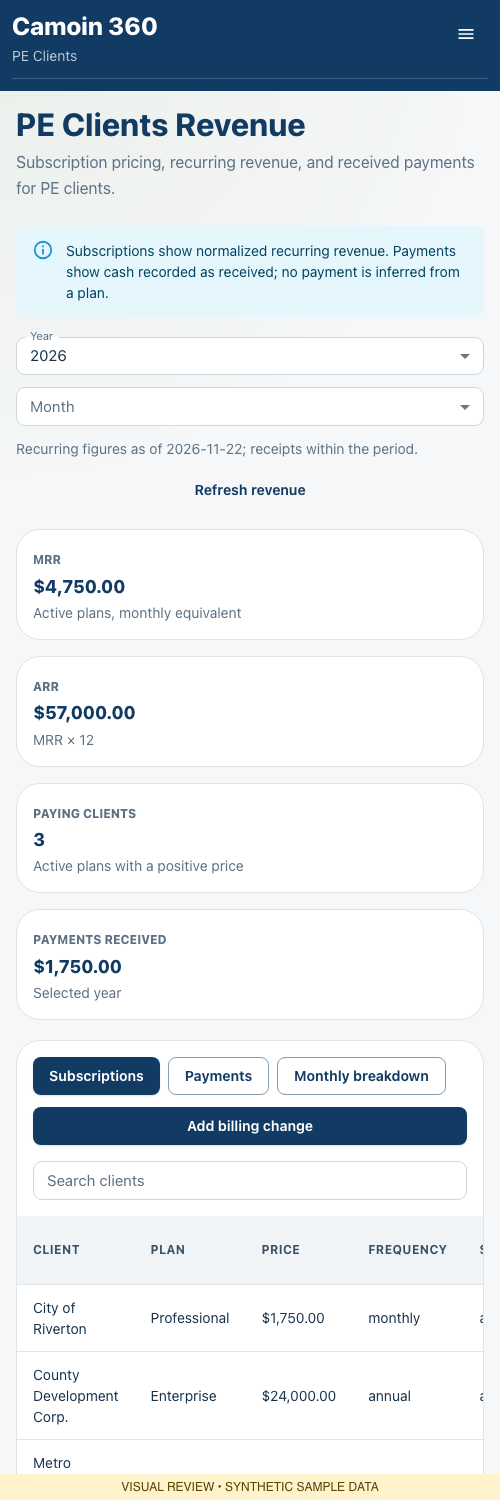 Camoin 360
PE Clients
PE Clients Revenue
Subscription pricing, recurring revenue, and received payments
for PE clients.
Subscriptions show normalized recurring revenue. Payments
show cash recorded as received; no payment is inferred from
a plan.
Year
2026
Month
Recurring figures as of 2026-11-22; receipts within the period.
Refresh revenue
MRR
$4,750.00
Active plans, monthly equivalent
ARR
$57,000.00
MRR × 12
PAYING CLIENTS
3
Active plans with a positive price
PAYMENTS RECEIVED
$1,750.00
Selected year
Subscriptions Payments Monthly breakdown
Add billing change
Search clients
CLIENT PLAN PRICE FREQUENCY
City of
Riverton Professional $1,750.00 monthly
County
Development
Corp. Enterprise $24,000.00 annual
Metro
VISUAL REVIEW • SYNTHETIC SAMPLE DATA